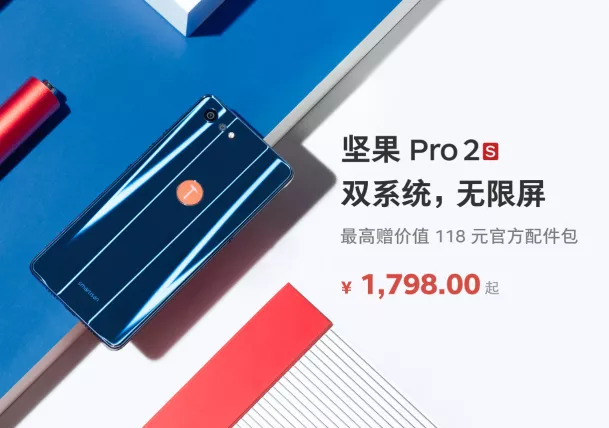 坚果 Pro 2S
双系统，无限屏
最高赠价值 118 元官方配件包
¥ 1,798.00 起
smartisan